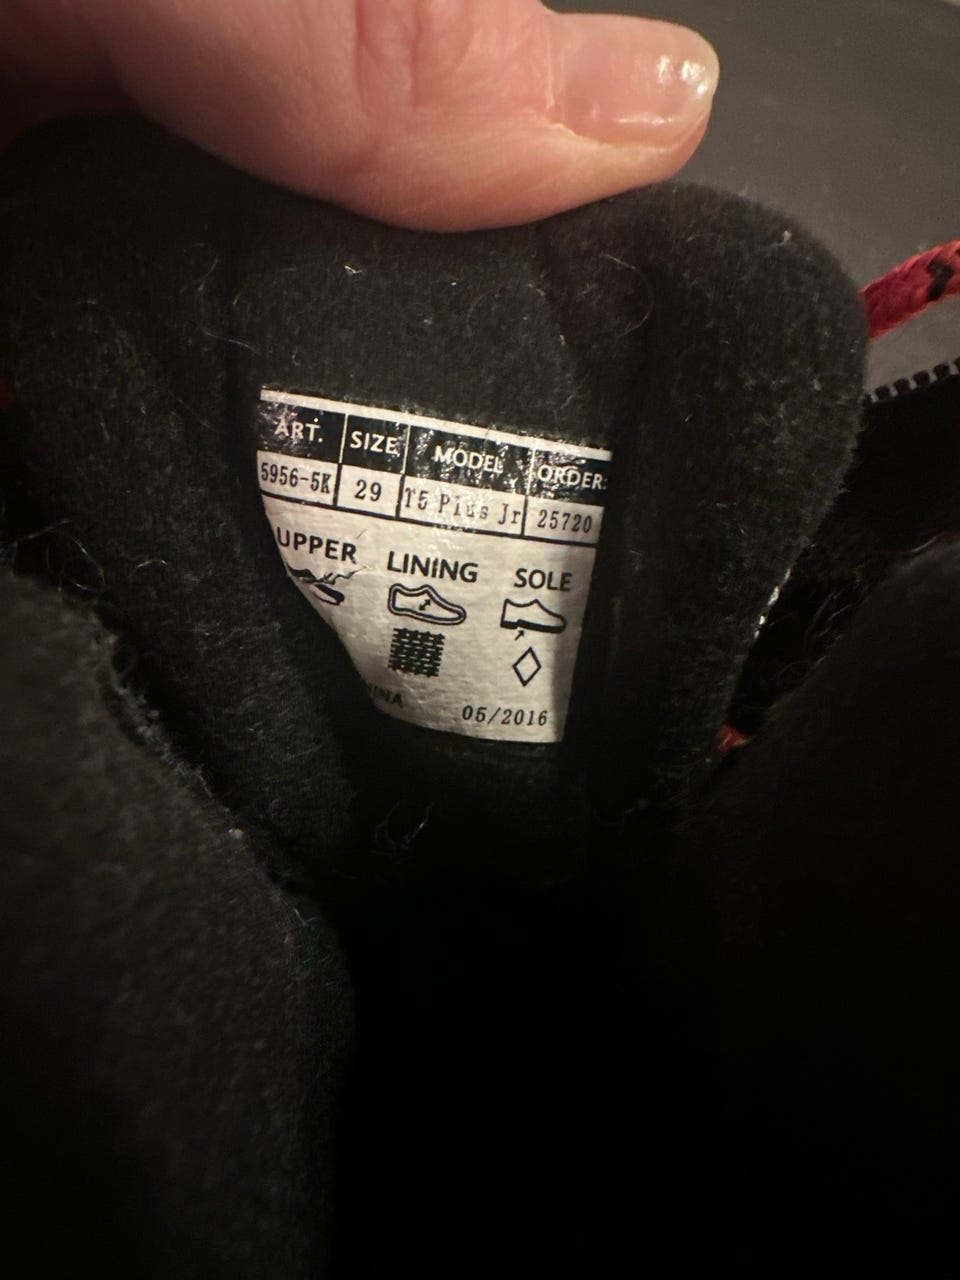 ART. SIZE MODEL ORDER:
5956-5K 29 T5 Plus Jr 25720
UPPER LINING SOLE
05/2016